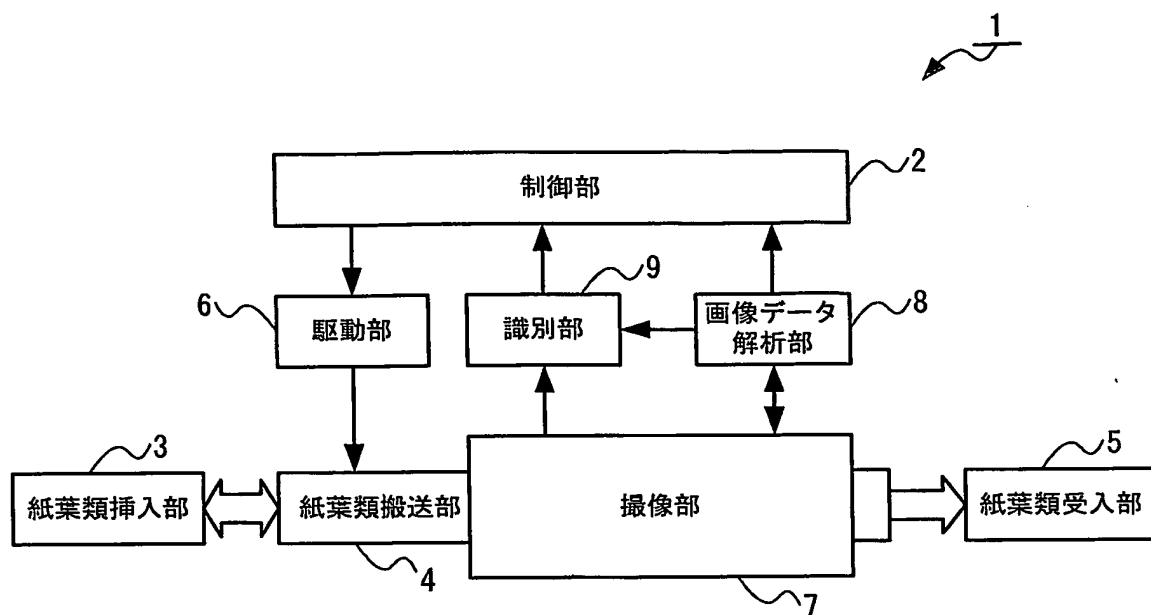 1
制御部
2
9
6
駆動部
識別部
画像データ
解析部
8
3
5
紙葉類挿入部
紙葉類搬送部
撮像部
紙葉類受入部
4
7